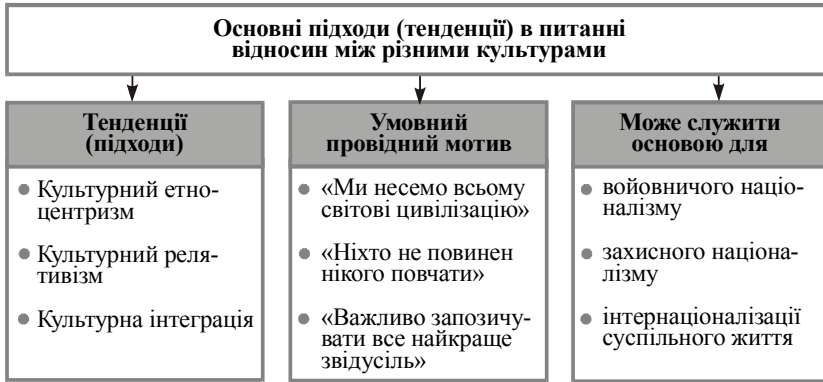 Основні підходи (тенденції) в питанні
відносин між різними культурами
Тенденції
(підходи)
Культурний етно-
центризм
Культурний реля-
тивізм
Культурна інтеграція
Умовний
провідний мотив
«Ми несемо всьому
світові цивілізацію»
«Ніхто не повинен
нікого повчати»
«Важливо запозичу-
вати все найкраще
звідусіль»
Може служити
основою для
войовничого націо-
налізму
захисного націона-
лізму
інтернаціоналізації
суспільного життя